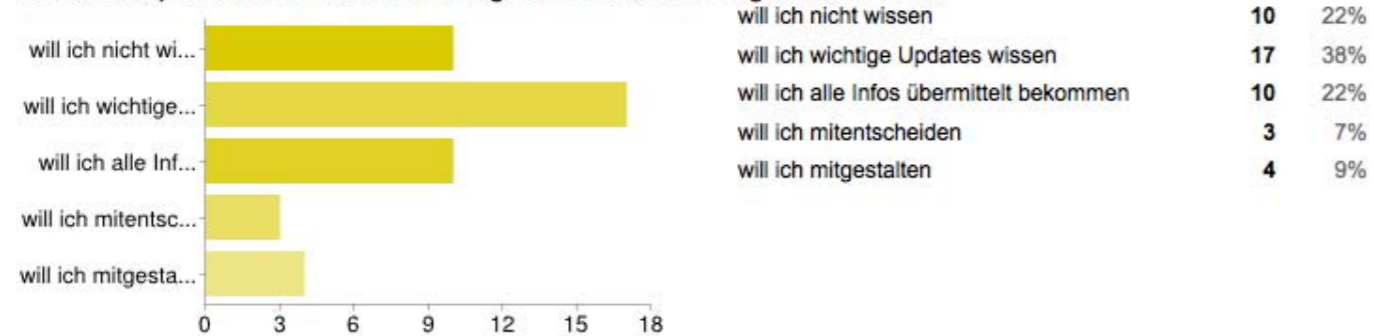 will ich nicht wi...
will ich wichtige...
will ich alle Inf...
will ich mitentsc...
will ich mitgesta...
0 3 6 9 12 15 18
will ich nicht wissen 10 22%
will ich wichtige Updates wissen 17 38%
will ich alle Infos übermittelt bekommen 10 22%
will ich mitentscheiden 3 7%
will ich mitgestalten 4 9%